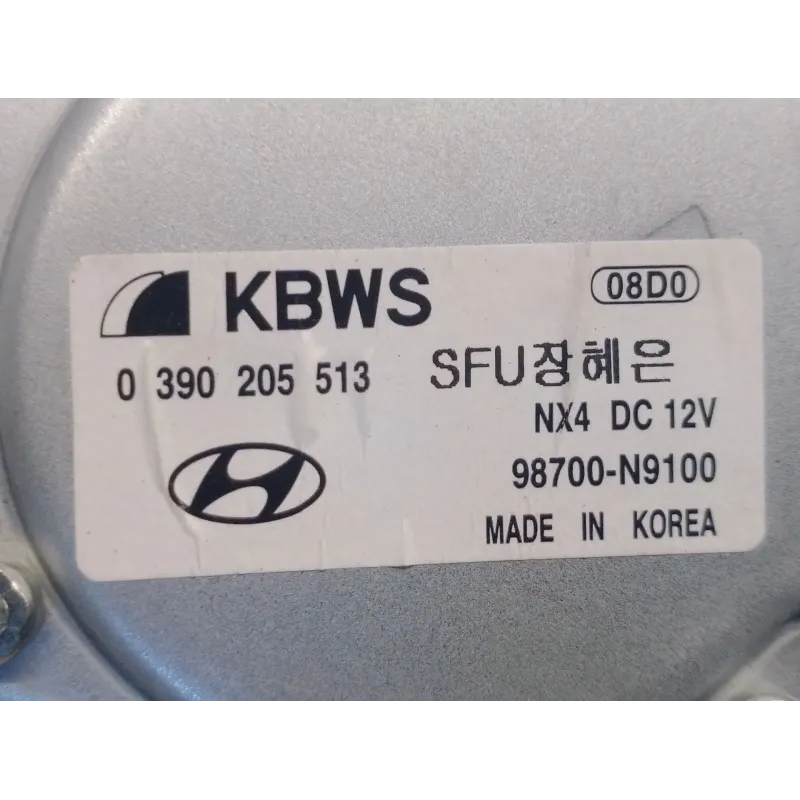 KBWS 08D0
0 390 205 513 SFU장혜은
NX4 DC 12V
98700-N9100
MADE IN KOREA